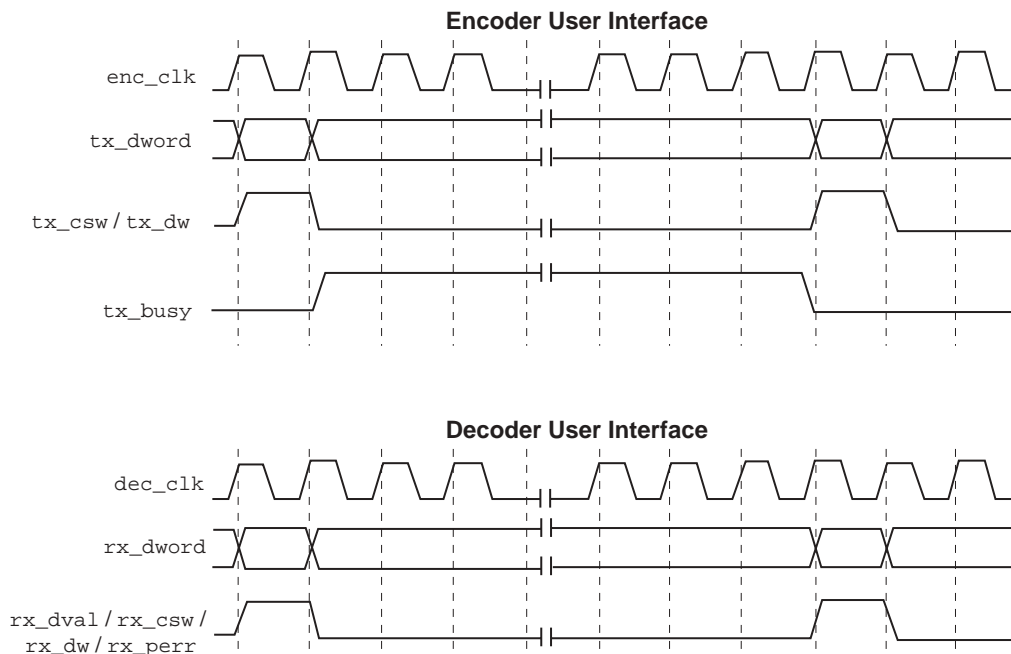 Encoder User Interface
enc_clk
tx_dword
tx_csw / tx_dw
tx_busy
Decoder User Interface
dec_clk
rx_dword
rx_dval / rx_csw /
rx_dw / rx_perr